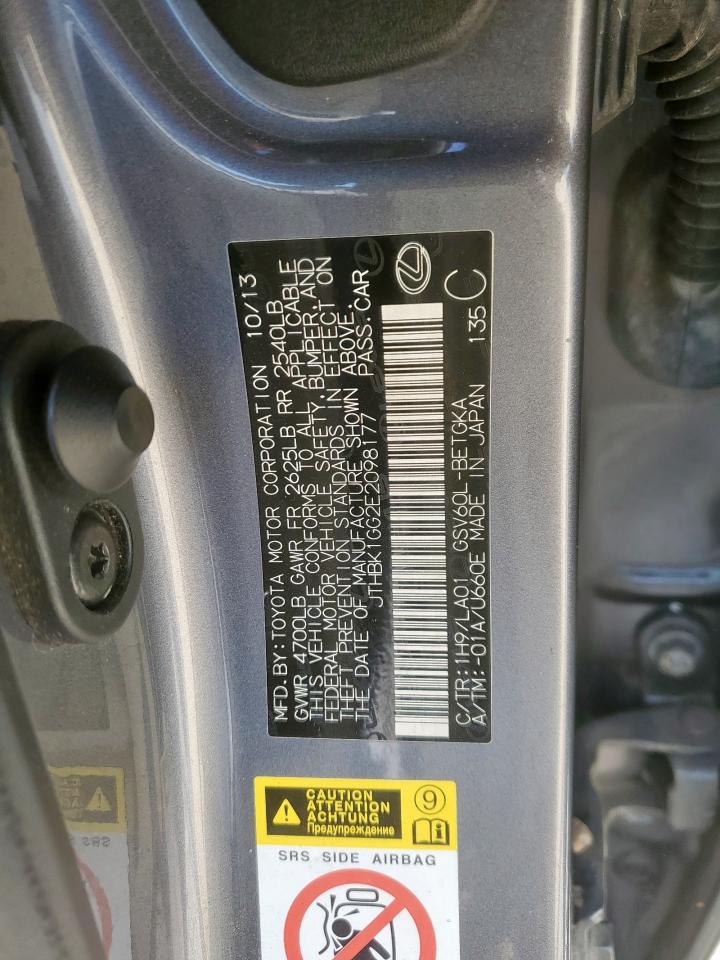 MFD.BY:TOYOTA MOTOR CORPORATION 10/13
GVWR 4700LB GAWR FR 2625LB RR 2540LB
THIS VEHICLE CONFORMS TO ALL APPLICABLE
FEDERAL MOTOR VEHICLE SAFETY,BUMPER,AND
THEFT PREVENTION STANDARDS IN EFFECT ON
THE DATE OF MANUFACTURE SHOWN ABOVE.
JTHBK1GG2E2098177 PASS.CAR
C/TR:1H9/LA01 GSV60L-BETGKA 135 C
A/TM:-01A/U660E MADE IN JAPAN
CAUTION
ATTENTION
ACHTUNG
Предупреждение
9
SRS SIDE AIRBAG